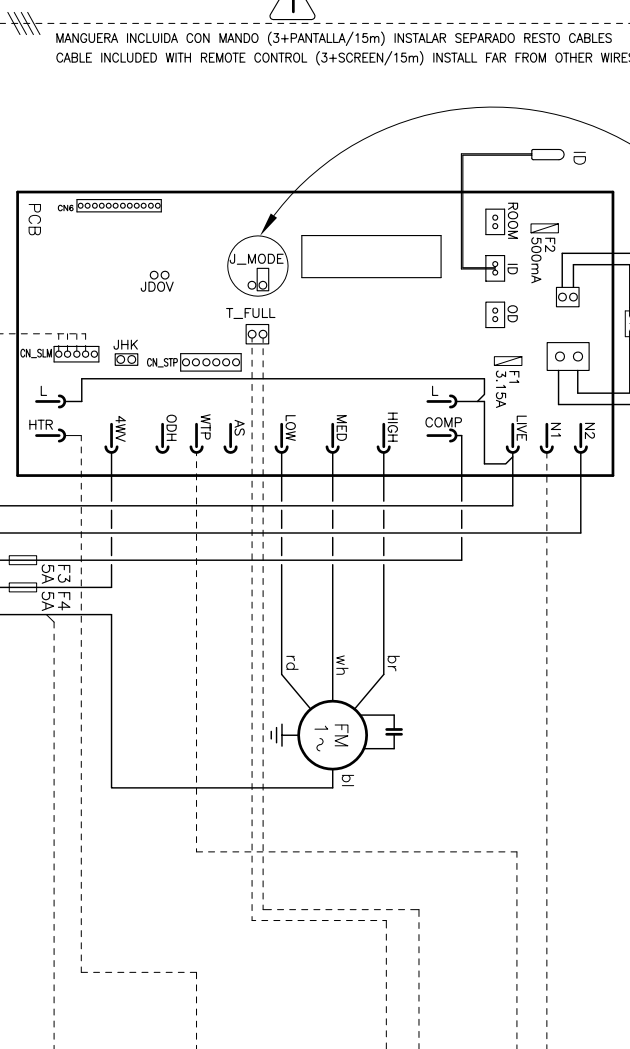 MANGUERA INCLUIDA CON MANDO (3+PANTALLA/15m) INSTALAR SEPARADO RESTO CABLES
CABLE INCLUDED WITH REMOTE CONTROL (3+SCREEN/15m) INSTALL FAR FROM OTHER WIRES
ID
PCB
CN6
ROOM
F2
500mA
J_MODE
ID
JDOV
T_FULL
OD
CN_SLM
JHK
CN_STP
F1
3.15A
L
L
HTR
4WV
ODH
WTP
AS
LOW
MED
HIGH
COMP
LIVE
N1
N2
F3
5A
F4
5A
rd
wh
br
FM
1~
bl